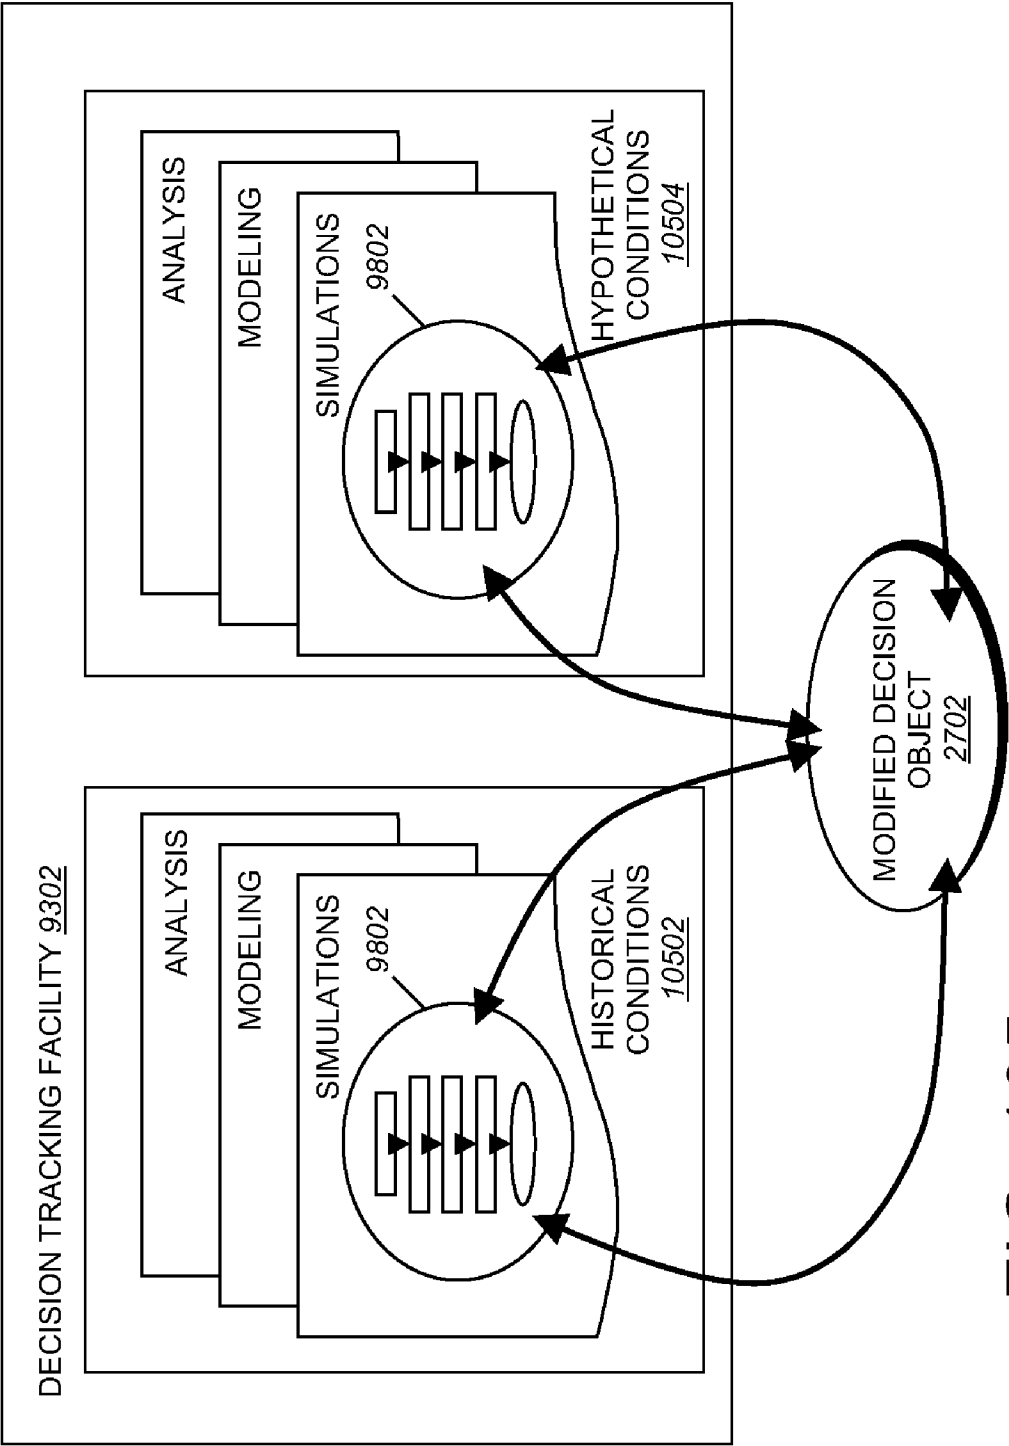 DECISION TRACKING FACILITY 9302
ANALYSIS
MODELING
SIMULATIONS
9802
HISTORICAL
CONDITIONS
10502
ANALYSIS
MODELING
SIMULATIONS
9802
HYPOTHETICAL
CONDITIONS
10504
MODIFIED DECISION
OBJECT
2702